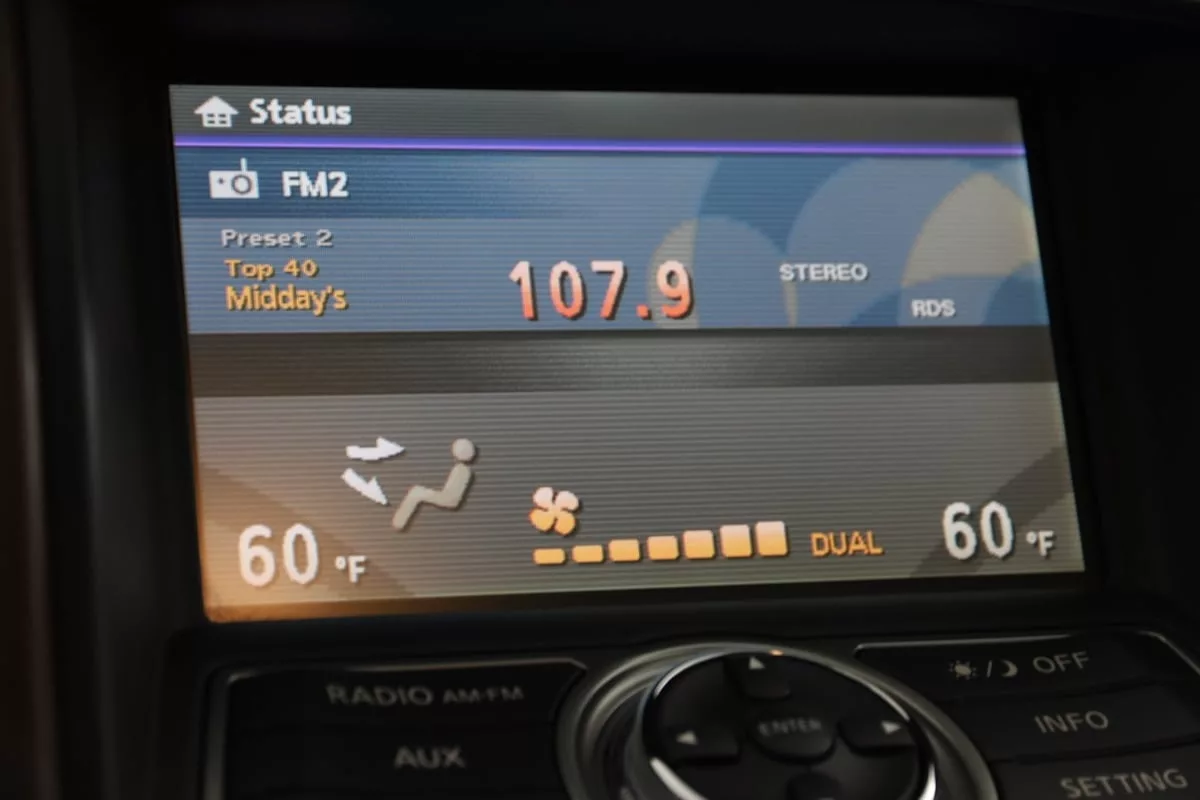 Status
FM2
Preset 2
Top 40
Midday's
107.9
STEREO
RDS
60 °F
DUAL
60 °F
RADIO AM·FM
AUX
ENTER
/ OFF
INFO
SETTING